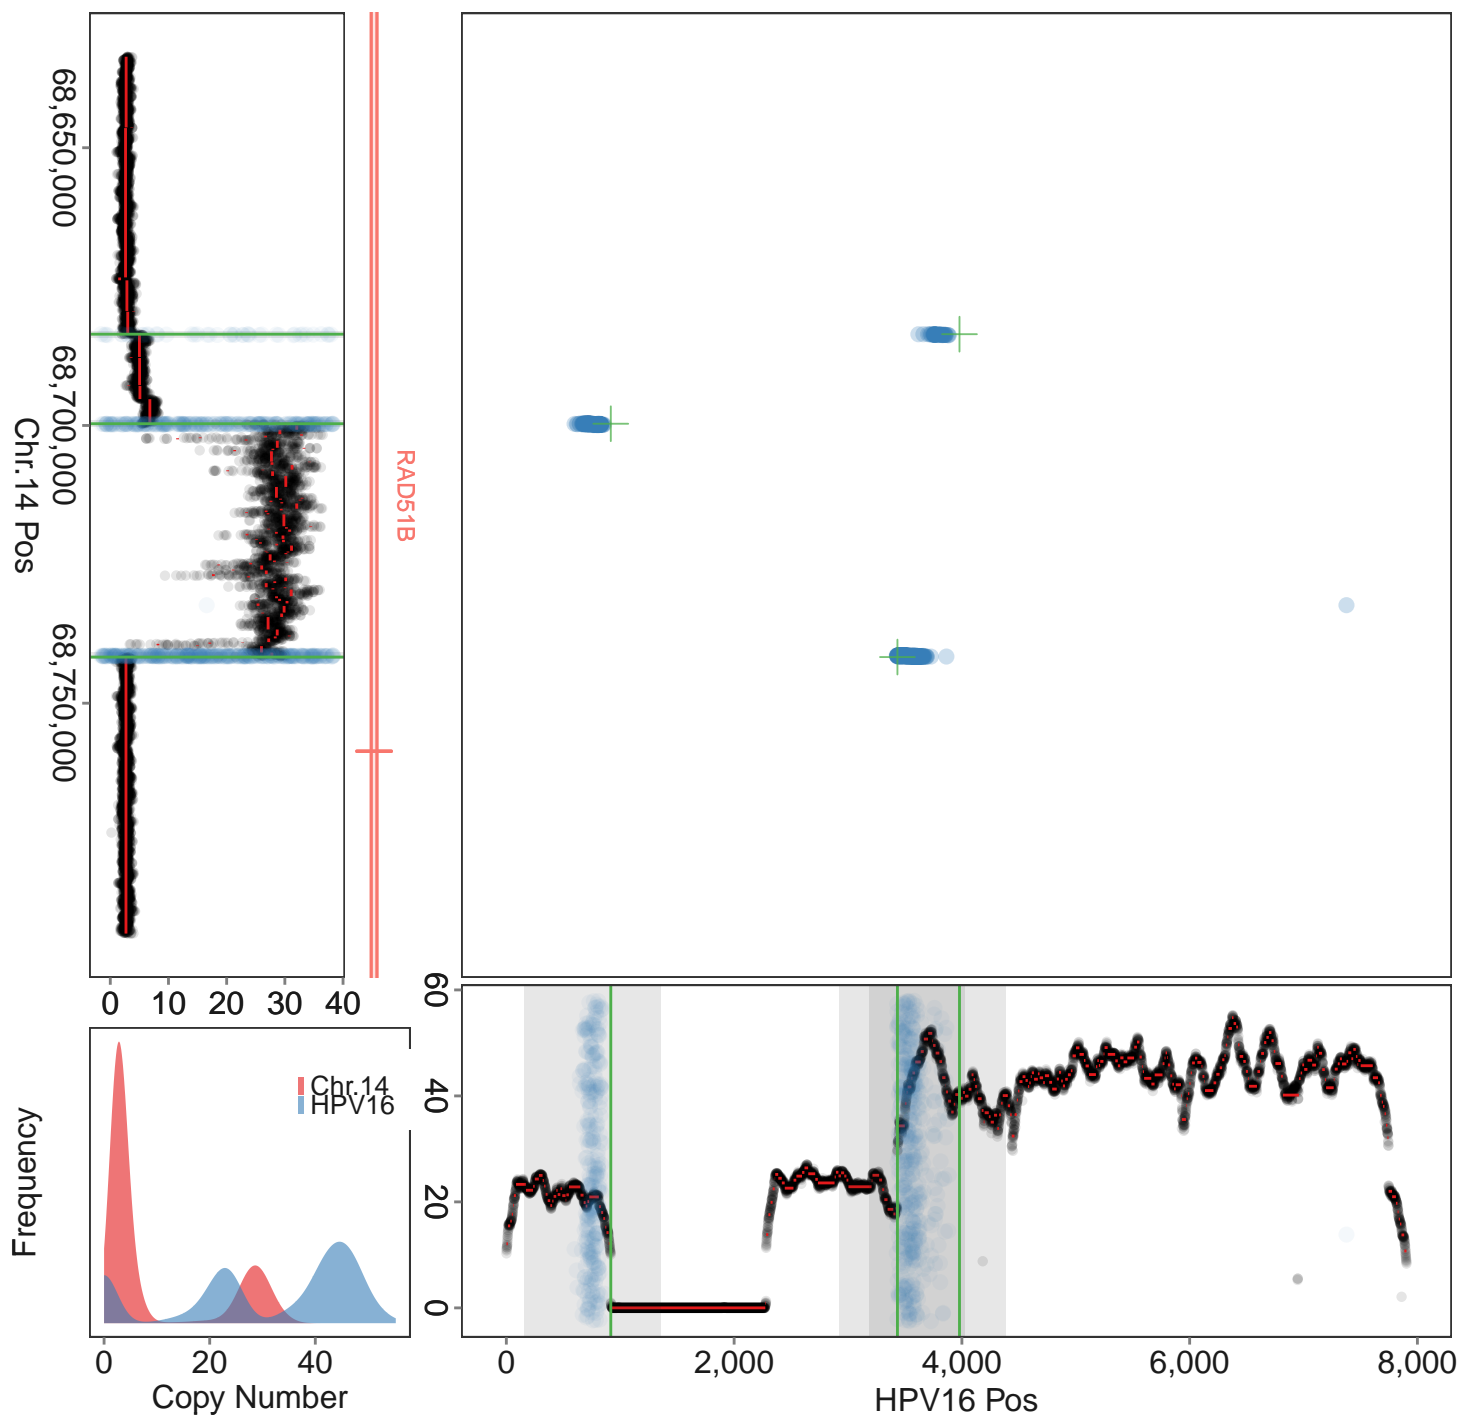 68,650,000
68,700,000
68,750,000
Chr.14 Pos
RAD51B
0 10 20 30 40
60
40
20
0
Chr.14
HPV16
Frequency
0 20 40
Copy Number
0 2,000 4,000 6,000 8,000
HPV16 Pos